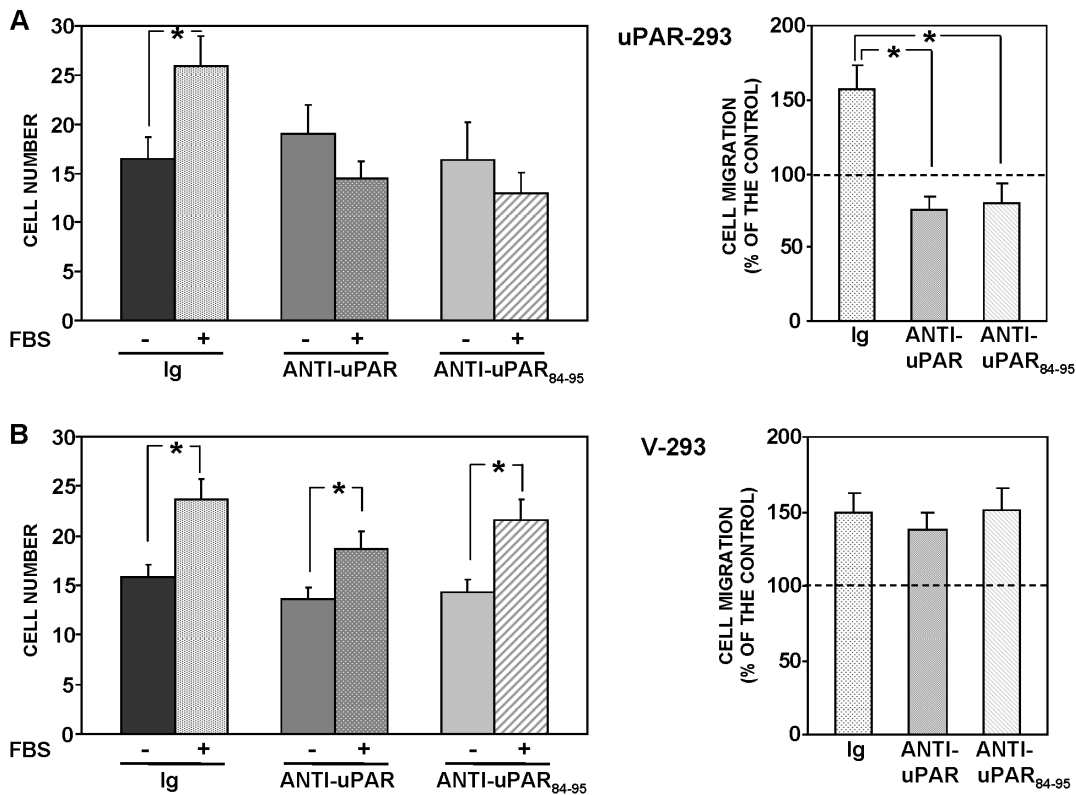 A
uPAR-293
30
25
20
15
10
5
0
CELL NUMBER
*
FBS - + - + - +
Ig ANTI-uPAR ANTI-uPAR84-95
200
150
100
50
0
CELL MIGRATION
(% OF THE CONTROL)
*
*
Ig ANTI- ANTI-
uPAR uPAR84-95
B
V-293
30
25
20
15
10
5
0
CELL NUMBER
* * *
FBS - + - + - +
Ig ANTI-uPAR ANTI-uPAR84-95
200
150
100
50
0
CELL MIGRATION
(% OF THE CONTROL)
Ig ANTI- ANTI-
uPAR uPAR84-95